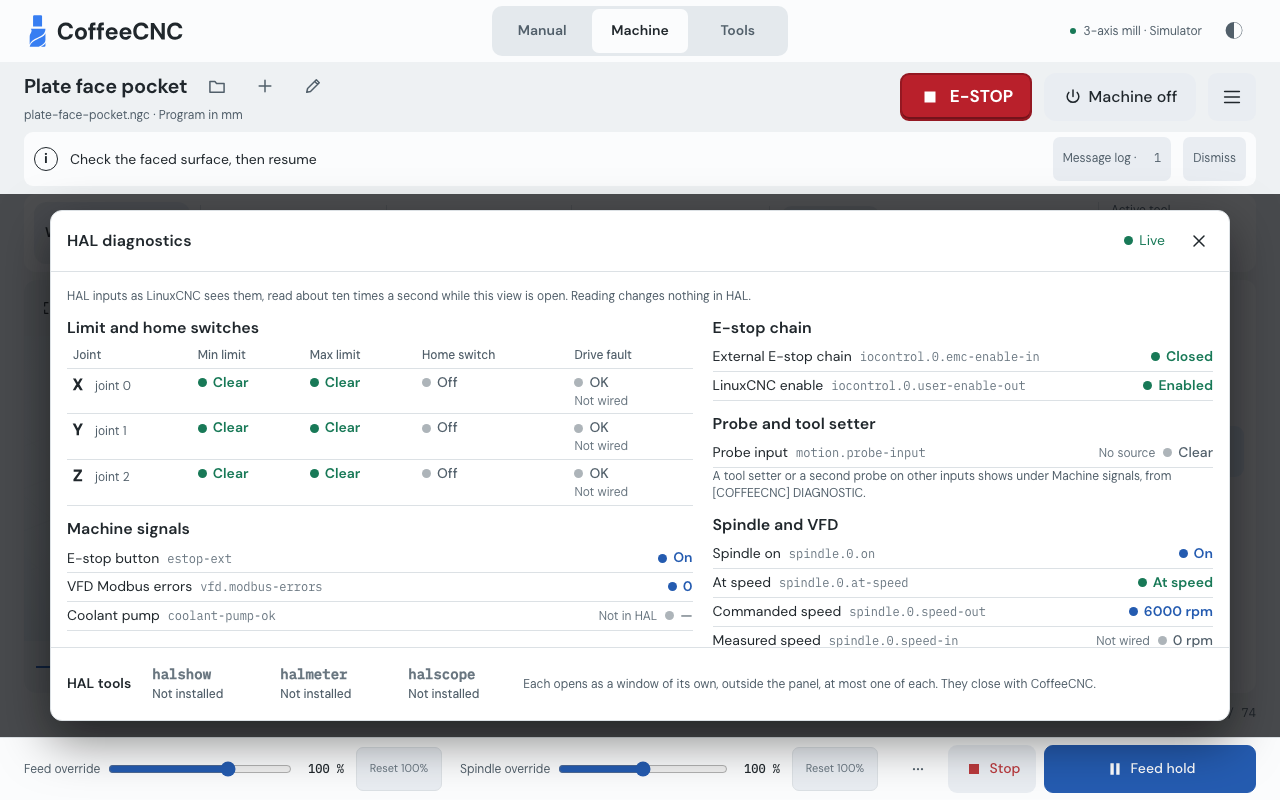 CoffeeCNC
Manual
Machine
Tools
3-axis mill · Simulator
Plate face pocket
plate-face-pocket.ngc · Program in mm
E-STOP
Machine off
i
Check the faced surface, then resume
Message log · 1
Dismiss
HAL diagnostics
Live
HAL inputs as LinuxCNC sees them, read about ten times a second while this view is open. Reading changes nothing in HAL.
Limit and home switches
Joint Min limit Max limit Home switch Drive fault
X joint 0 Clear Clear Off OK
Not wired
Y joint 1 Clear Clear Off OK
Not wired
Z joint 2 Clear Clear Off OK
Not wired
Machine signals
E-stop button estop-ext On
VFD Modbus errors vfd.modbus-errors 0
Coolant pump coolant-pump-ok Not in HAL —
E-stop chain
External E-stop chain iocontrol.0.emc-enable-in Closed
LinuxCNC enable iocontrol.0.user-enable-out Enabled
Probe and tool setter
Probe input motion.probe-input No source Clear
A tool setter or a second probe on other inputs shows under Machine signals, from
[COFFEECNC] DIAGNOSTIC.
Spindle and VFD
Spindle on spindle.0.on On
At speed spindle.0.at-speed At speed
Commanded speed spindle.0.speed-out 6000 rpm
Measured speed spindle.0.speed-in Not wired 0 rpm
HAL tools
halshow
Not installed
halmeter
Not installed
halscope
Not installed
Each opens as a window of its own, outside the panel, at most one of each. They close with CoffeeCNC.
74
Feed override 100 % Reset 100%
Spindle override 100 % Reset 100%
...
Stop
Feed hold